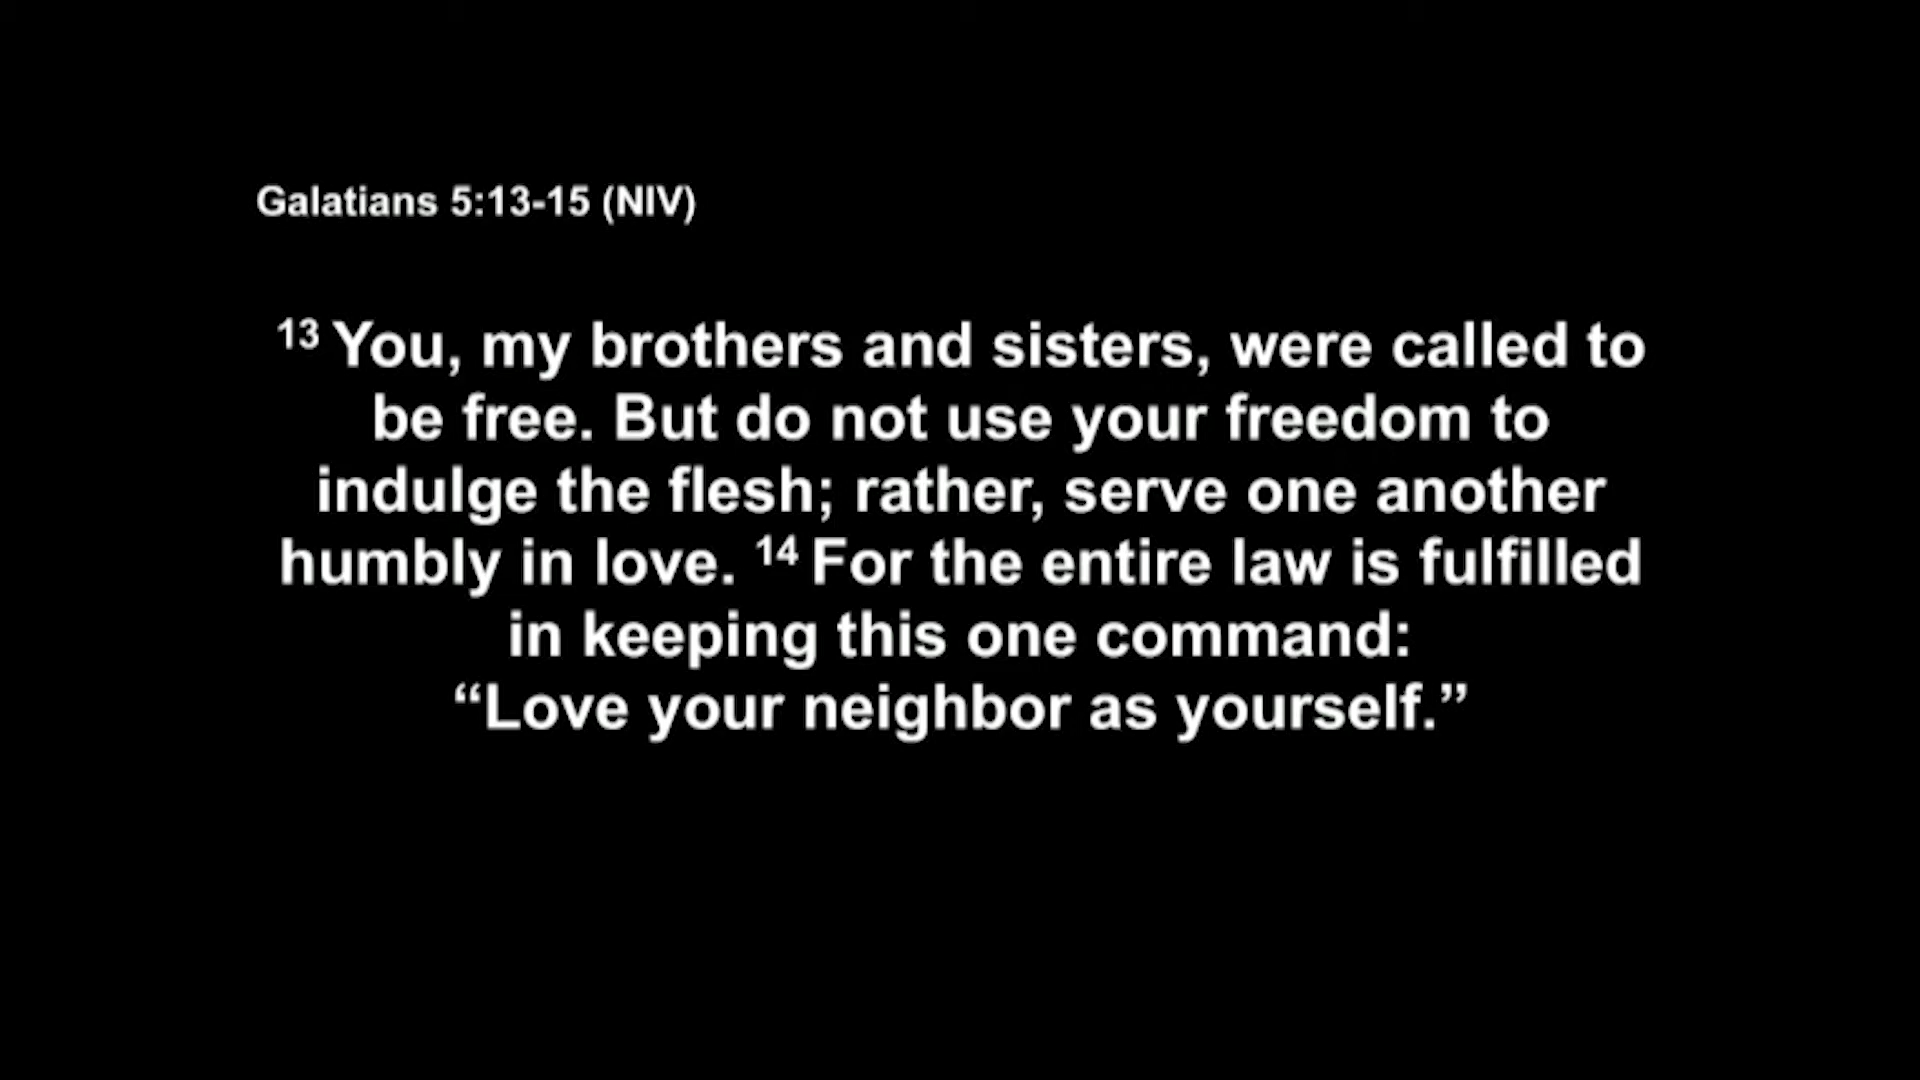 Galatians 5:13-15 (NIV)
13 You, my brothers and sisters, were called to
be free. But do not use your freedom to
indulge the flesh; rather, serve one another
humbly in love. 14 For the entire law is fulfilled
in keeping this one command:
“Love your neighbor as yourself.”